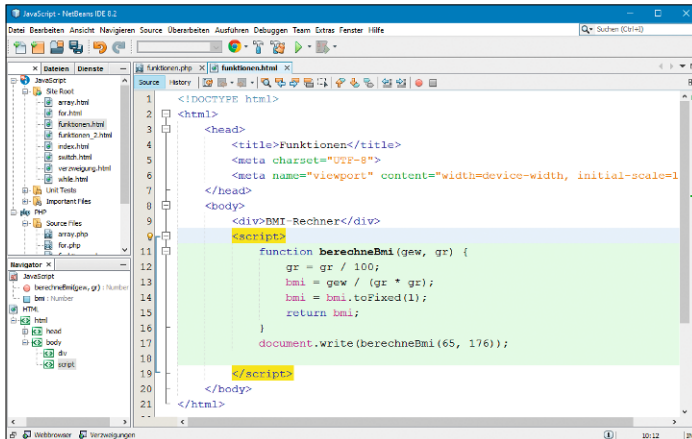 JavaScript - NetBeans IDE 8.2
Datei Bearbeiten Ansicht Navigieren Source Überarbeiten Ausführen Debuggen Team Extras Fenster Hilfe
Suchen (Ctrl+I)
Dateien Dienste
funktionen.php funktionen.html
JavaScript
Site Root
array.html
for.html
funktionen.html
funktionen_2.html
index.html
switch.html
verzweigung.html
while.html
Unit Tests
Important Files
PHP
Source Files
array.php
for.php
Source History
1 <!DOCTYPE html>
2 <html>
3 <head>
4 <title>Funktionen</title>
5 <meta charset="UTF-8">
6 <meta name="viewport" content="width=device-width, initial-scale=1
7 </head>
8 <body>
9 <div>BMI-Rechner</div>
<script>
11 function berechneBmi(gew, gr) {
12 gr = gr / 100;
13 bmi = gew / (gr * gr);
14 bmi = bmi.toFixed(1);
15 return bmi;
16 }
17 document.write(berechneBmi(65, 176));
18
19 </script>
20 </body>
21 </html>
Navigator
JavaScript
berechneBmi(gew, gr) : Number
bmi : Number
HTML
html
head
body
div
script
Webbrowser Verzweigungen
10:12